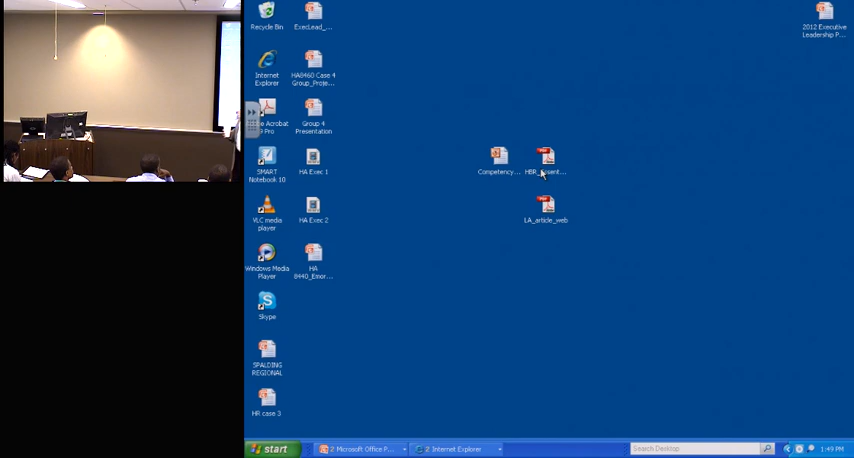 Recycle Bin
ExecLead_...
2012 Executive
Leadership P...
Internet
Explorer
HA8460 Case 4
Group_Proje...
Acrobat
Pro
Group 4
Presentation
SMART
Notebook 10
HA Exec 1
Competency...
LA_article_web
VLC media
player
HA Exec 2
Windows Media
Player
HA
8440_Emor...
Skype
SPALDING
REGIONAL
HR case 3
start
2 Microsoft Office P...
2 Internet Explorer
Search Desktop
1:49 PM